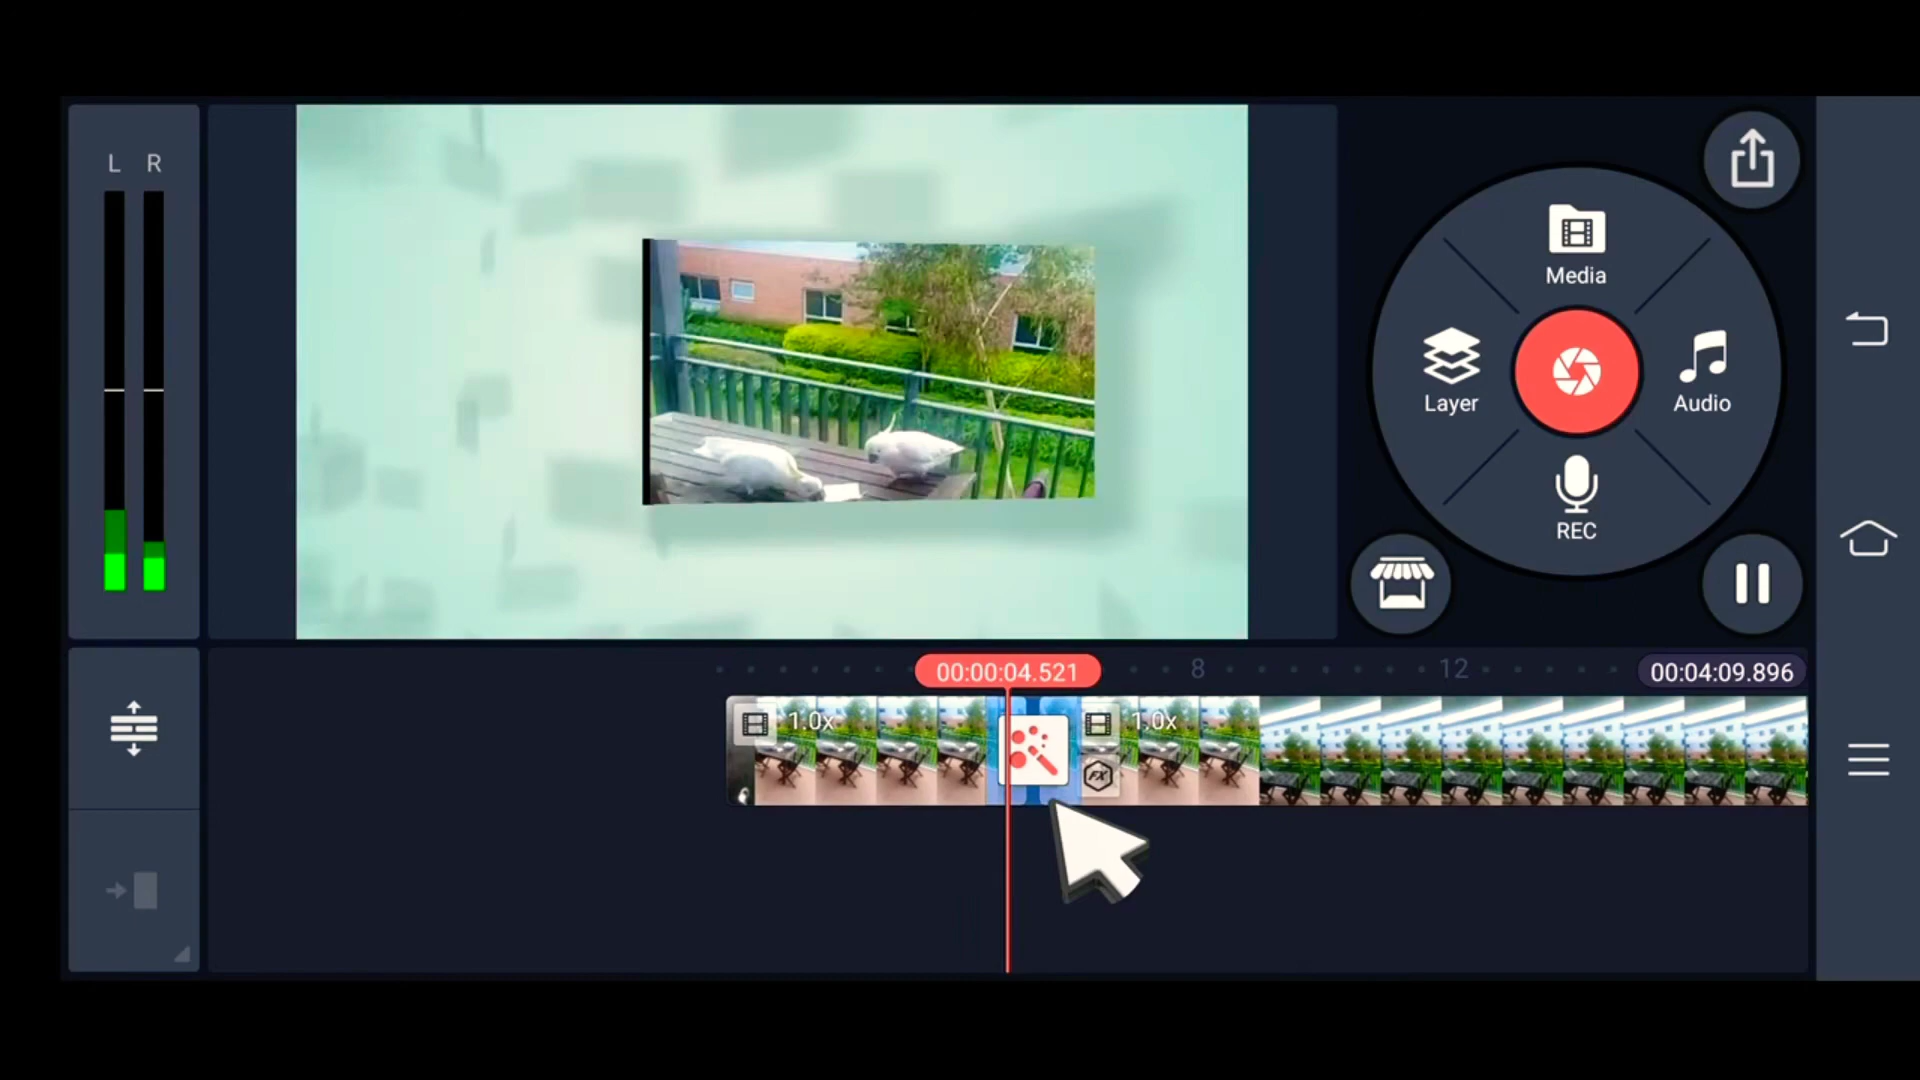 L R
Media
Layer
Audio
REC
00:00:04.521
8
12
00:04:09.896
1.0x
1.0x
FX